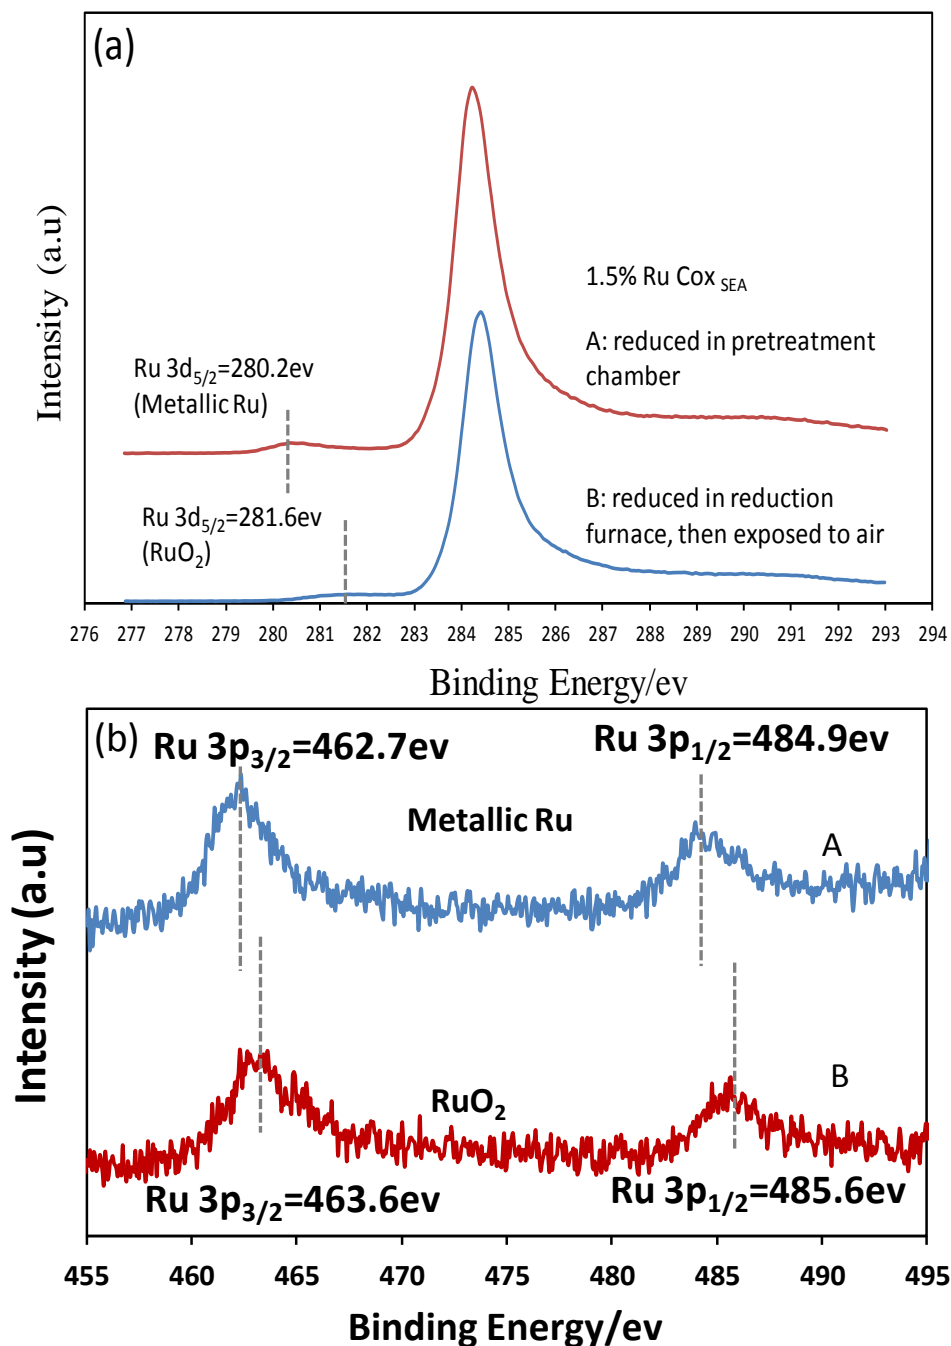 (a)
Intensity (a.u)
1.5% Ru Cox SEA
A: reduced in pretreatment
chamber
Ru 3d5/2=280.2ev
(Metallic Ru)
B: reduced in reduction
furnace, then exposed to air
Ru 3d5/2=281.6ev
(RuO2)
276 277 278 279 280 281 282 283 284 285 286 287 288 289 290 291 292 293 294
Binding Energy/ev
(b)
Ru 3p3/2=462.7ev
Ru 3p1/2=484.9ev
Metallic Ru
A
Intensity (a.u)
B
RuO2
Ru 3p3/2=463.6ev
Ru 3p1/2=485.6ev
455 460 465 470 475 480 485 490 495
Binding Energy/ev